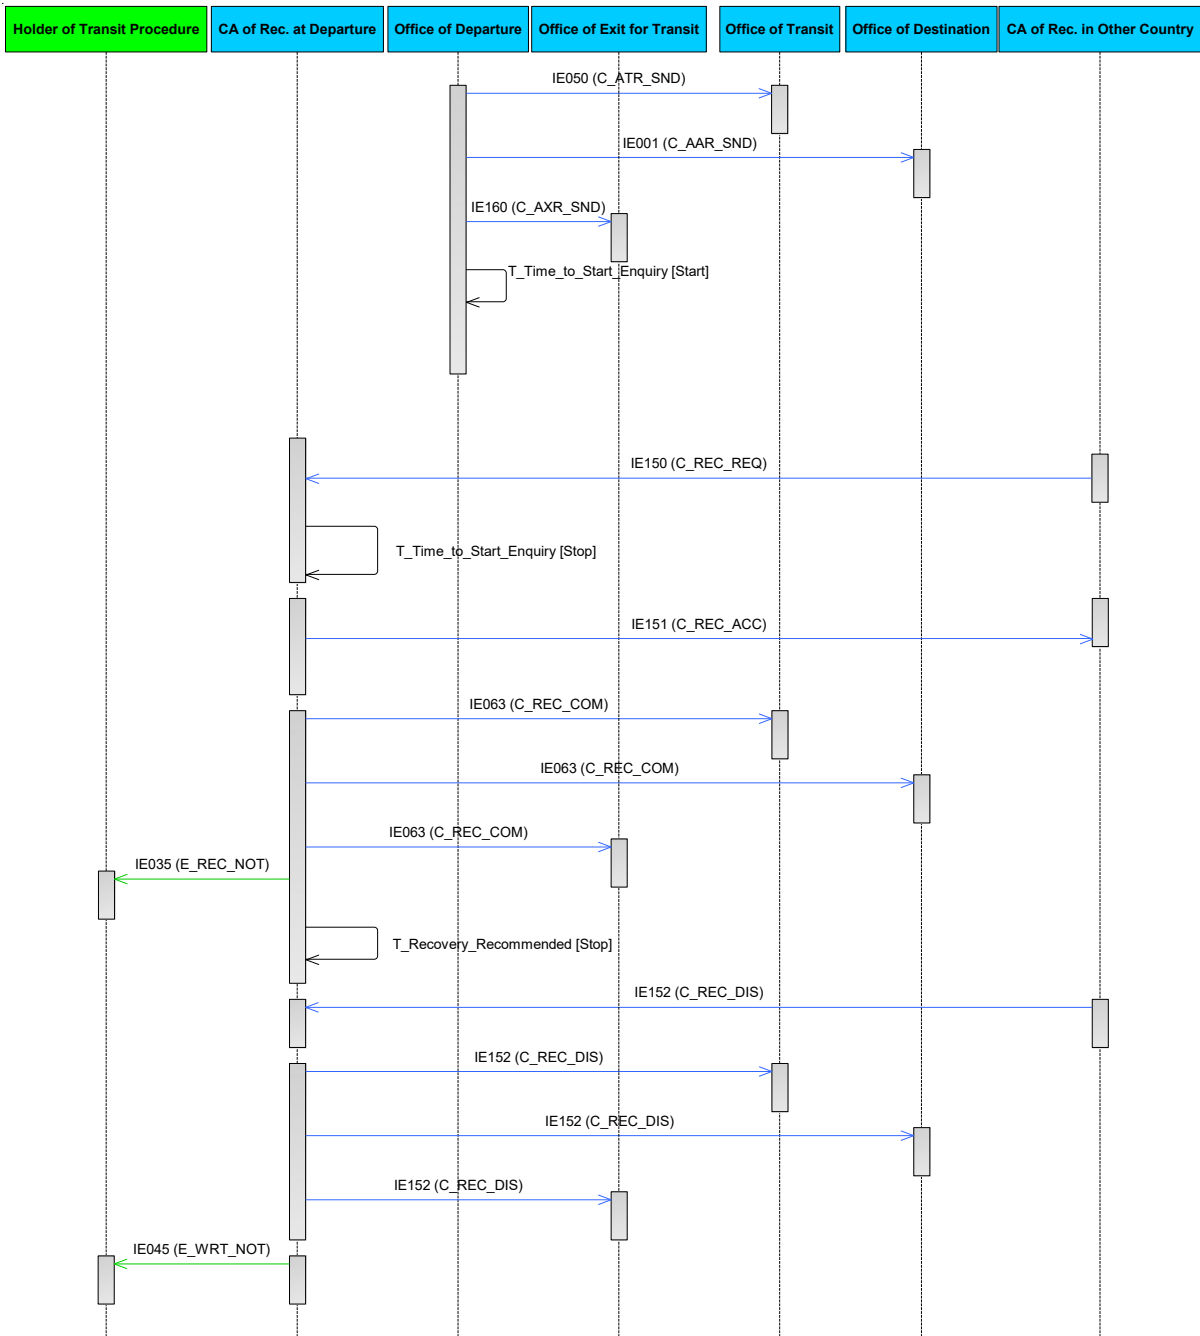 Holder of Transit Procedure
CA of Rec. at Departure
Office of Departure
Office of Exit for Transit
Office of Transit
Office of Destination
CA of Rec. in Other Country
IE050 (C_ATR_SND)
IE001 (C_AAR_SND)
IE160 (C_AXR_SND)
T_Time_to_Start_Enquiry [Start]
IE150 (C_REC_REQ)
T_Time_to_Start_Enquiry [Stop]
IE151 (C_REC_ACC)
IE063 (C_REC_COM)
IE063 (C_REC_COM)
IE063 (C_REC_COM)
IE035 (E_REC_NOT)
T_Recovery_Recommended [Stop]
IE152 (C_REC_DIS)
IE152 (C_REC_DIS)
IE152 (C_REC_DIS)
IE152 (C_REC_DIS)
IE045 (E_WRT_NOT)